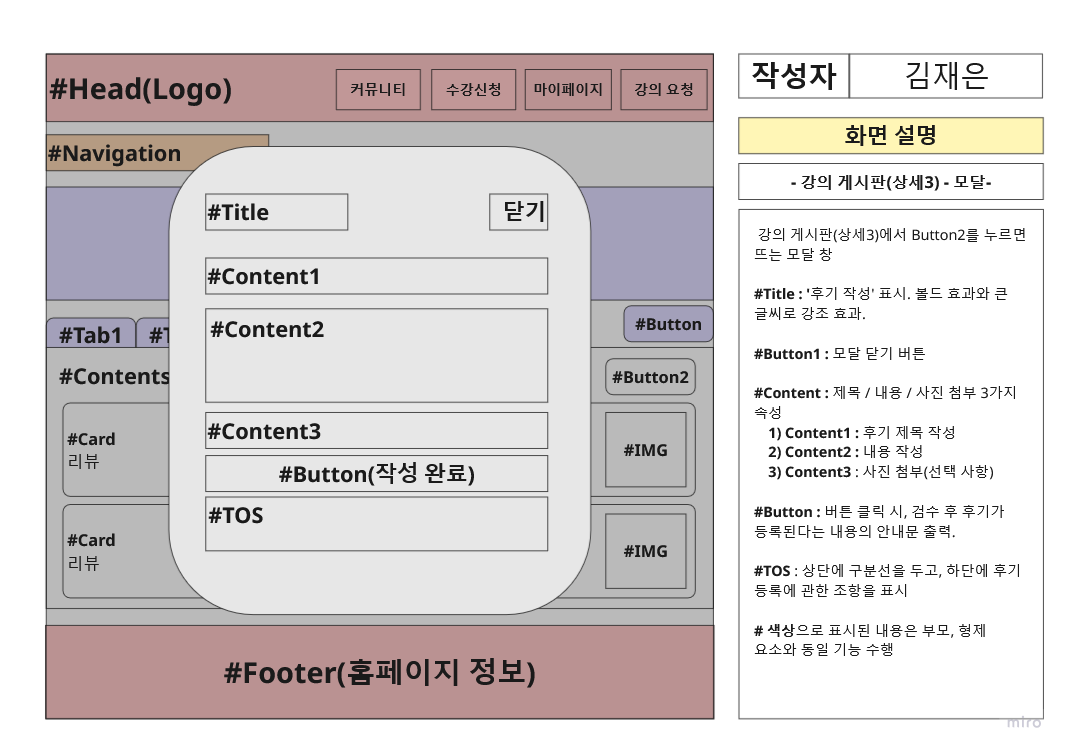 #Head(Logo)
커뮤니티
수강신청
마이페이지
강의 요청
#Navigation
#Title
닫기
#Content1
#Content2
#Tab1
#T
#Button
#Contents
#Button2
#Card
리뷰
#IMG
#Content3
#Button(작성 완료)
#TOS
#Card
리뷰
#IMG
#Footer(홈페이지 정보)
작성자
김재은
화면 설명
- 강의 게시판(상세3) - 모달-
강의 게시판(상세3)에서 Button2를 누르면
뜨는 모달 창
#Title : '후기 작성' 표시. 볼드 효과와 큰
글씨로 강조 효과.
#Button1 : 모달 닫기 버튼
#Content : 제목 / 내용 / 사진 첨부 3가지
속성
1) Content1 : 후기 제목 작성
2) Content2 : 내용 작성
3) Content3 : 사진 첨부(선택 사항)
#Button : 버튼 클릭 시, 검수 후 후기가
등록된다는 내용의 안내문 출력.
#TOS : 상단에 구분선을 두고, 하단에 후기
등록에 관한 조항을 표시
# 색상으로 표시된 내용은 부모, 형제
요소와 동일 기능 수행
miro